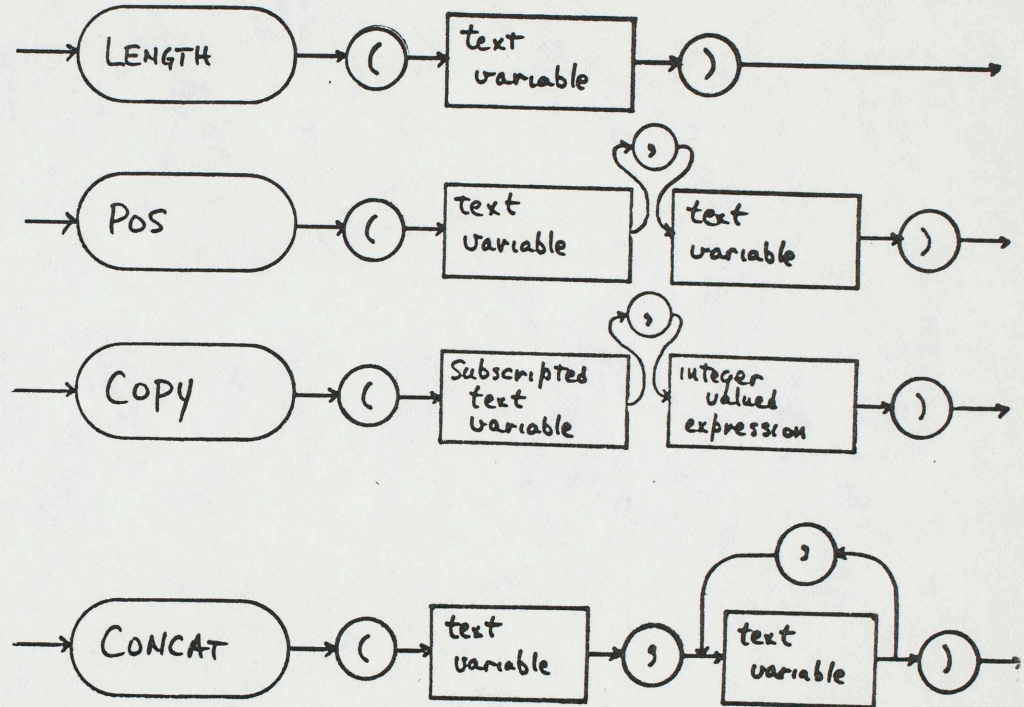 LENGTH ( text variable )
POS ( text variable , text variable )
COPY ( Subscripted text variable , integer valued expression )
CONCAT ( text variable , text variable , )